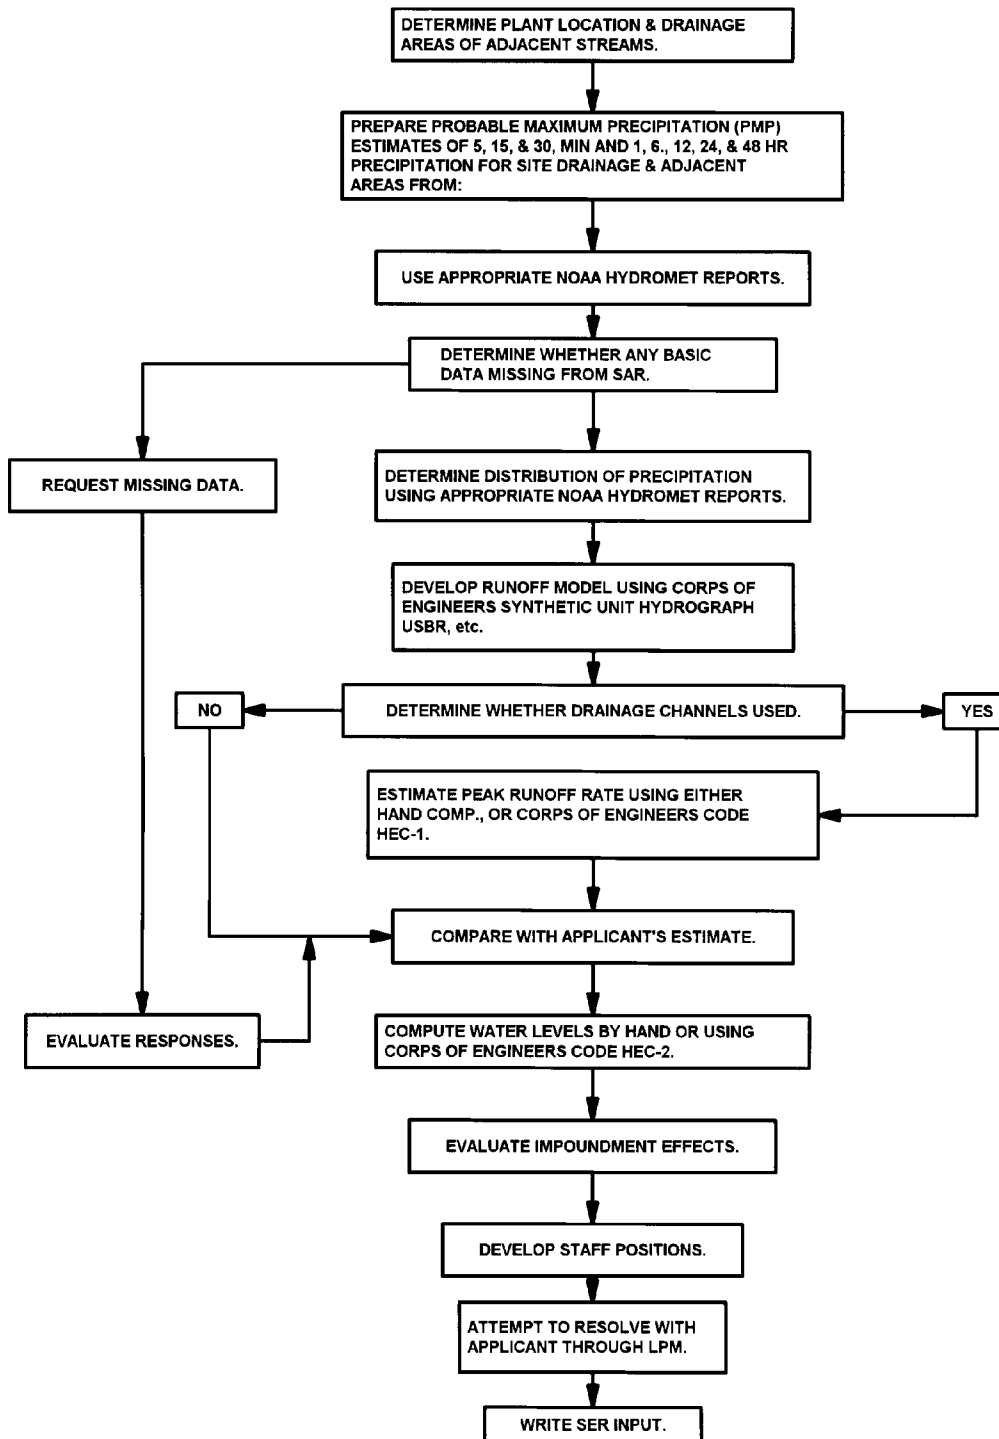 DETERMINE PLANT LOCATION & DRAINAGE
AREAS OF ADJACENT STREAMS.
PREPARE PROBABLE MAXIMUM PRECIPITATION (PMP)
ESTIMATES OF 5, 15, & 30, MIN AND 1, 6., 12, 24, & 48 HR
PRECIPITATION FOR SITE DRAINAGE & ADJACENT
AREAS FROM:
USE APPROPRIATE NOAA HYDROMET REPORTS.
DETERMINE WHETHER ANY BASIC
DATA MISSING FROM SAR.
REQUEST MISSING DATA.
DETERMINE DISTRIBUTION OF PRECIPITATION
USING APPROPRIATE NOAA HYDROMET REPORTS.
DEVELOP RUNOFF MODEL USING CORPS OF
ENGINEERS SYNTHETIC UNIT HYDROGRAPH
USBR, etc.
NO
DETERMINE WHETHER DRAINAGE CHANNELS USED.
YES
ESTIMATE PEAK RUNOFF RATE USING EITHER
HAND COMP., OR CORPS OF ENGINEERS CODE
HEC-1.
COMPARE WITH APPLICANT'S ESTIMATE.
EVALUATE RESPONSES.
COMPUTE WATER LEVELS BY HAND OR USING
CORPS OF ENGINEERS CODE HEC-2.
EVALUATE IMPOUNDMENT EFFECTS.
DEVELOP STAFF POSITIONS.
ATTEMPT TO RESOLVE WITH
APPLICANT THROUGH LPM.
WRITE SER INPUT.